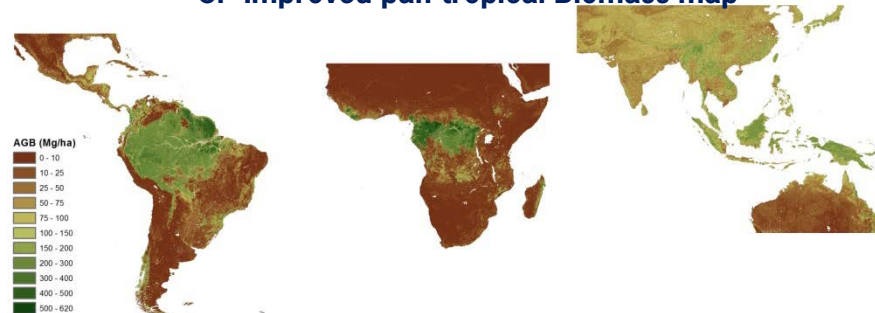 Improved pan-tropical Biomass map
AGB (Mg/ha)
0 - 10
10 - 25
25 - 50
50 - 75
75 - 100
100 - 150
150 - 200
200 - 300
300 - 400
400 - 500
500 - 620